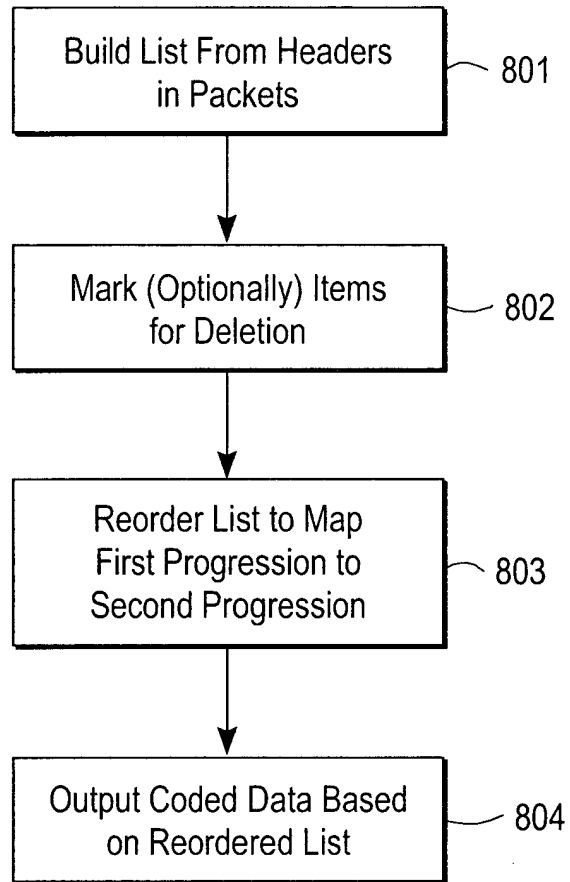 Build List From Headers
in Packets
801
Mark (Optionally) Items
for Deletion
802
Reorder List to Map
First Progression to
Second Progression
803
Output Coded Data Based
on Reordered List
804